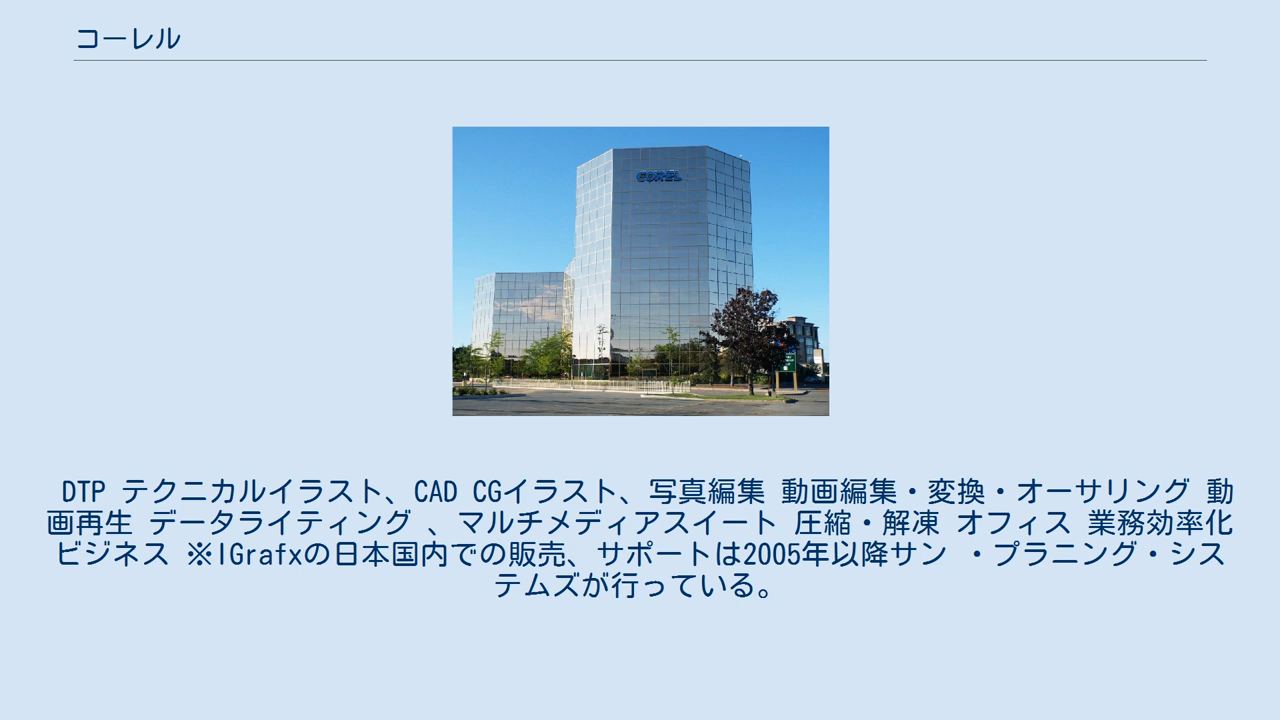 コーレル
COREL
DTP テクニカルイラスト、CAD CGイラスト、写真編集 動画編集・変換・オーサリング 動
画再生 データライティング 、マルチメディアスイート 圧縮・解凍 オフィス 業務効率化
ビジネス ※IGrafxの日本国内での販売、サポートは2005年以降サン ・プラニング・シス
テムズが行っている。